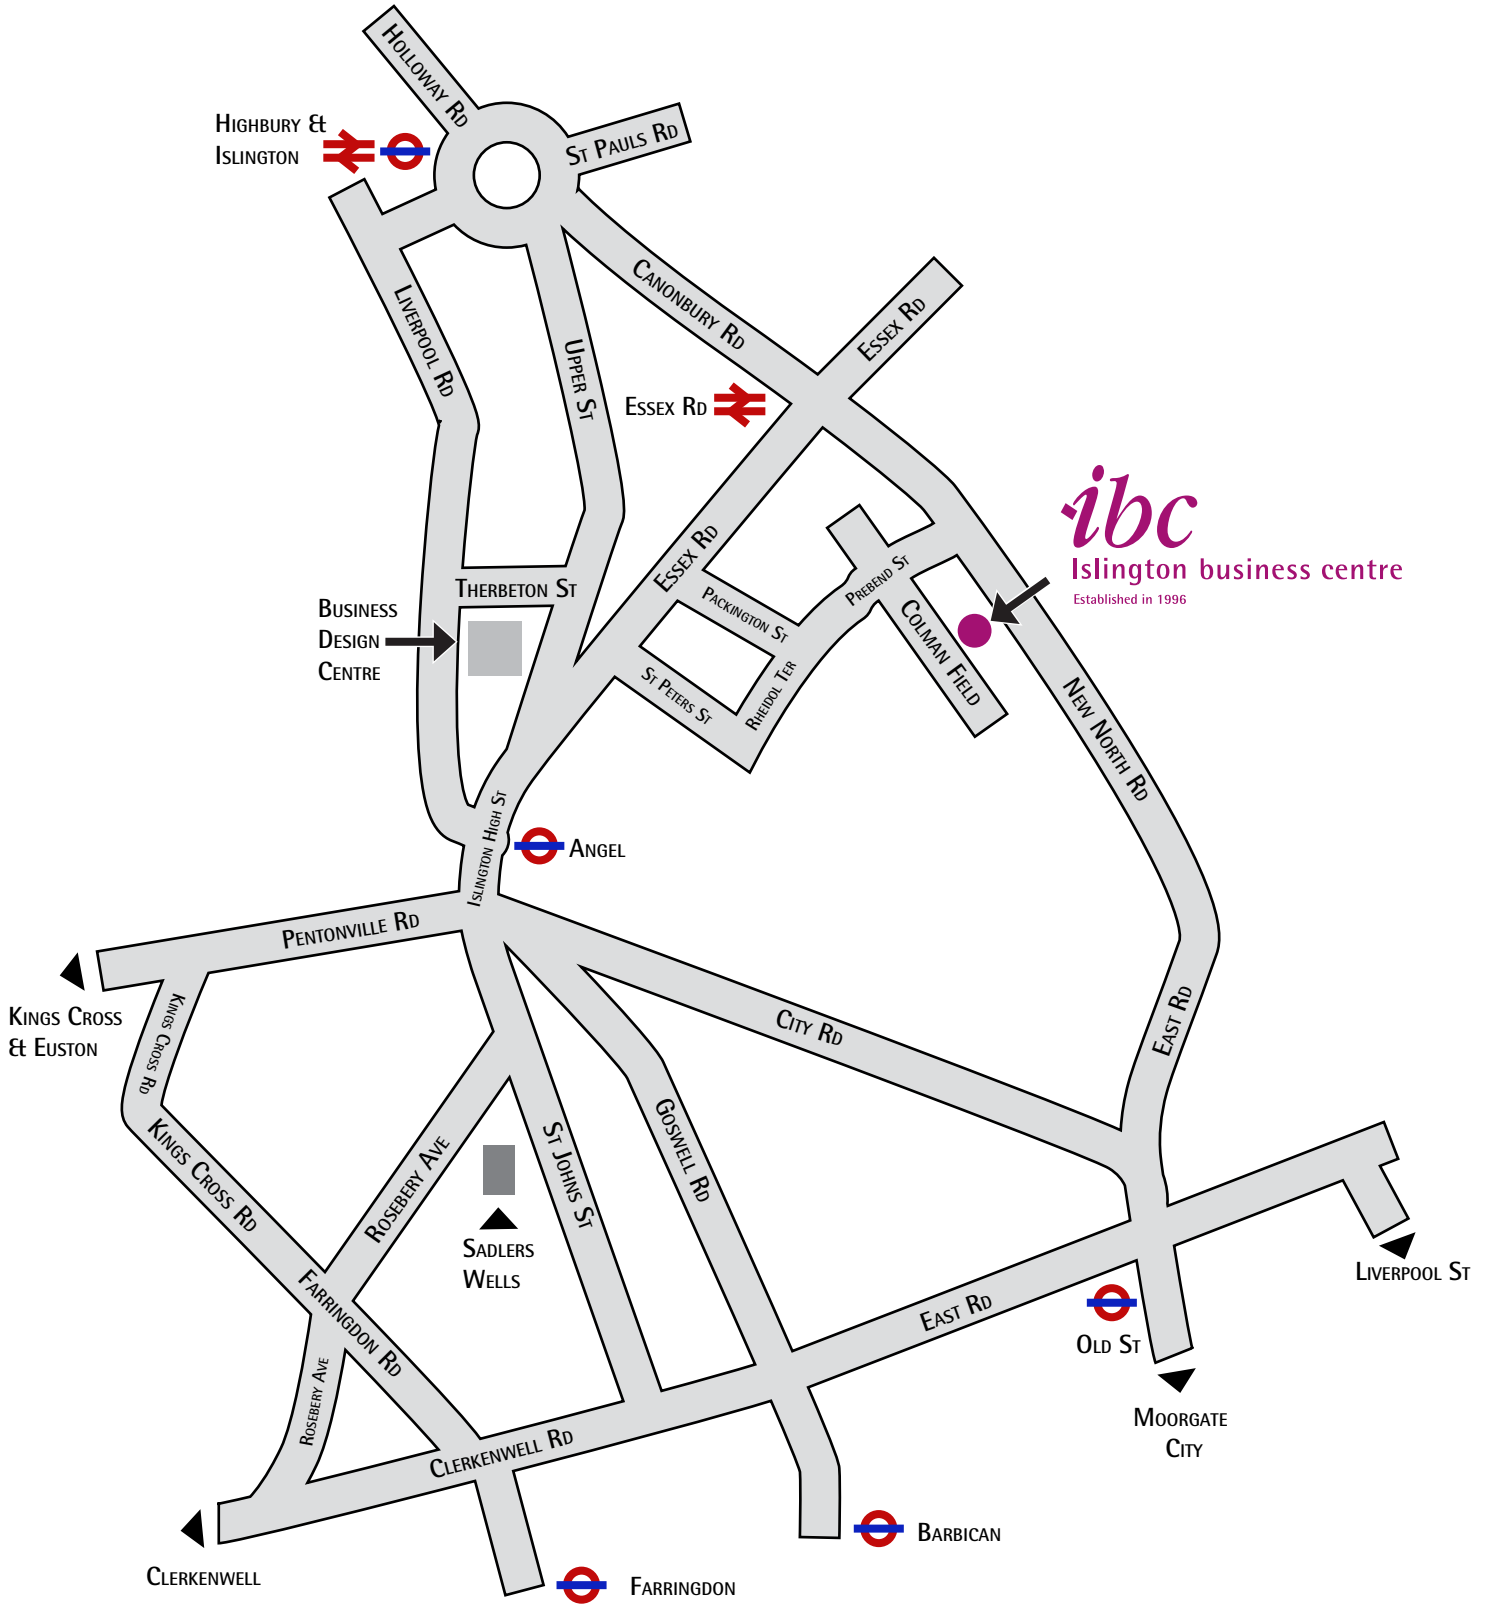 Holloway Rd
Highbury &
Islington
St Pauls Rd
Canonbury Rd
Liverpool Rd
Upper St
Essex Rd
Essex Rd
ibc
Islington business centre
Established in 1996
Essex Rd
Therbeton St
Packington St
Prebend St
Business
Design
Centre
Colman Field
St Peters St
Rheidol Ter
New North Rd
Islington High St
Angel
Pentonville Rd
Kings Cross
& Euston
Kings Cross Rd
City Rd
East Rd
Kings Cross Rd
Rosebery Ave
St Johns St
Goswell Rd
Sadlers
Wells
Liverpool St
Farringdon Rd
East Rd
Old St
Rosebery Ave
Moorgate
City
Clerkenwell Rd
Barbican
Clerkenwell
Farringdon